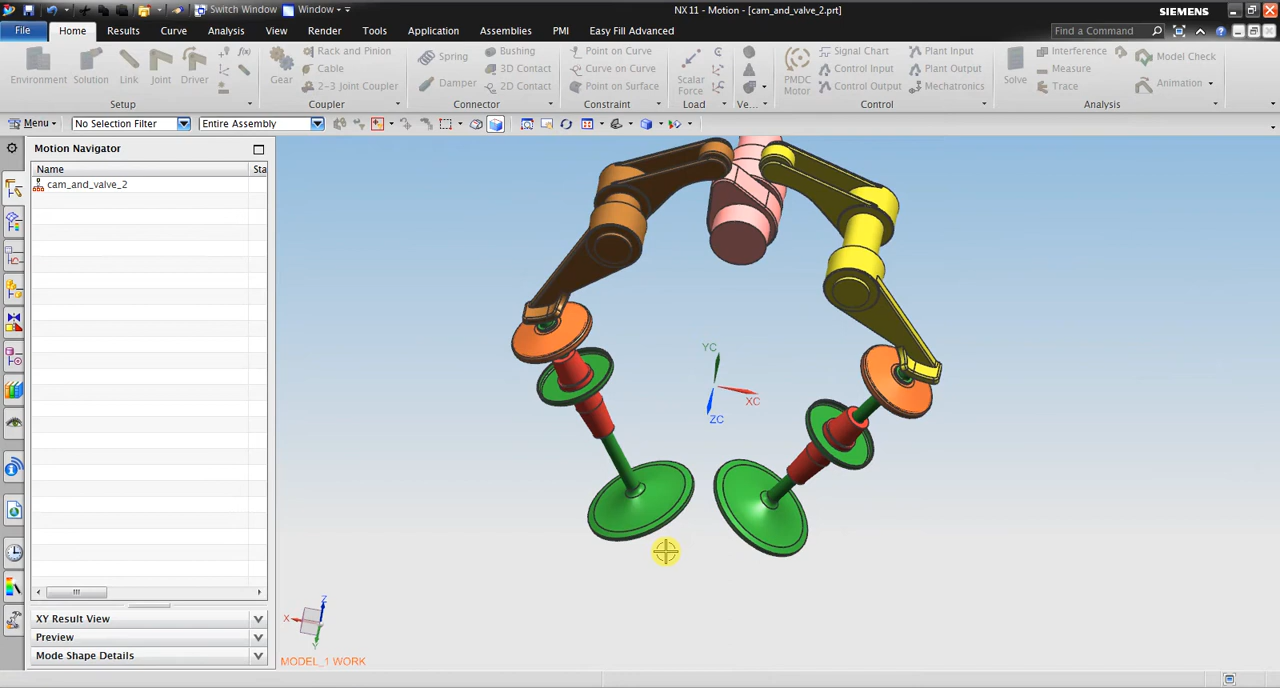 Switch Window Window NX 11 - Motion - [cam_and_valve_2.prt] SIEMENS
File Home Results Curve Analysis View Render Tools Application Assemblies PMI Easy Fill Advanced Find a Command
Environment Solution Link Joint Driver f(x) Gear Rack and Pinion Spring Bushing Point on Curve Scalar Force PMDC Motor Signal Chart Plant Input Solve Interference Model Check
Cable 3D Contact Curve on Curve Control Input Plant Output Measure
2-3 Joint Coupler Damper 2D Contact Point on Surface Control Output Mechatronics Trace Animation
Setup Coupler Connector Constraint Load Ve... Control Analysis
Menu No Selection Filter Entire Assembly
Motion Navigator
Name Sta
cam_and_valve_2
YC
XC
ZC
XY Result View
Preview
Mode Shape Details
Z
X
Y
MODEL_1 WORK